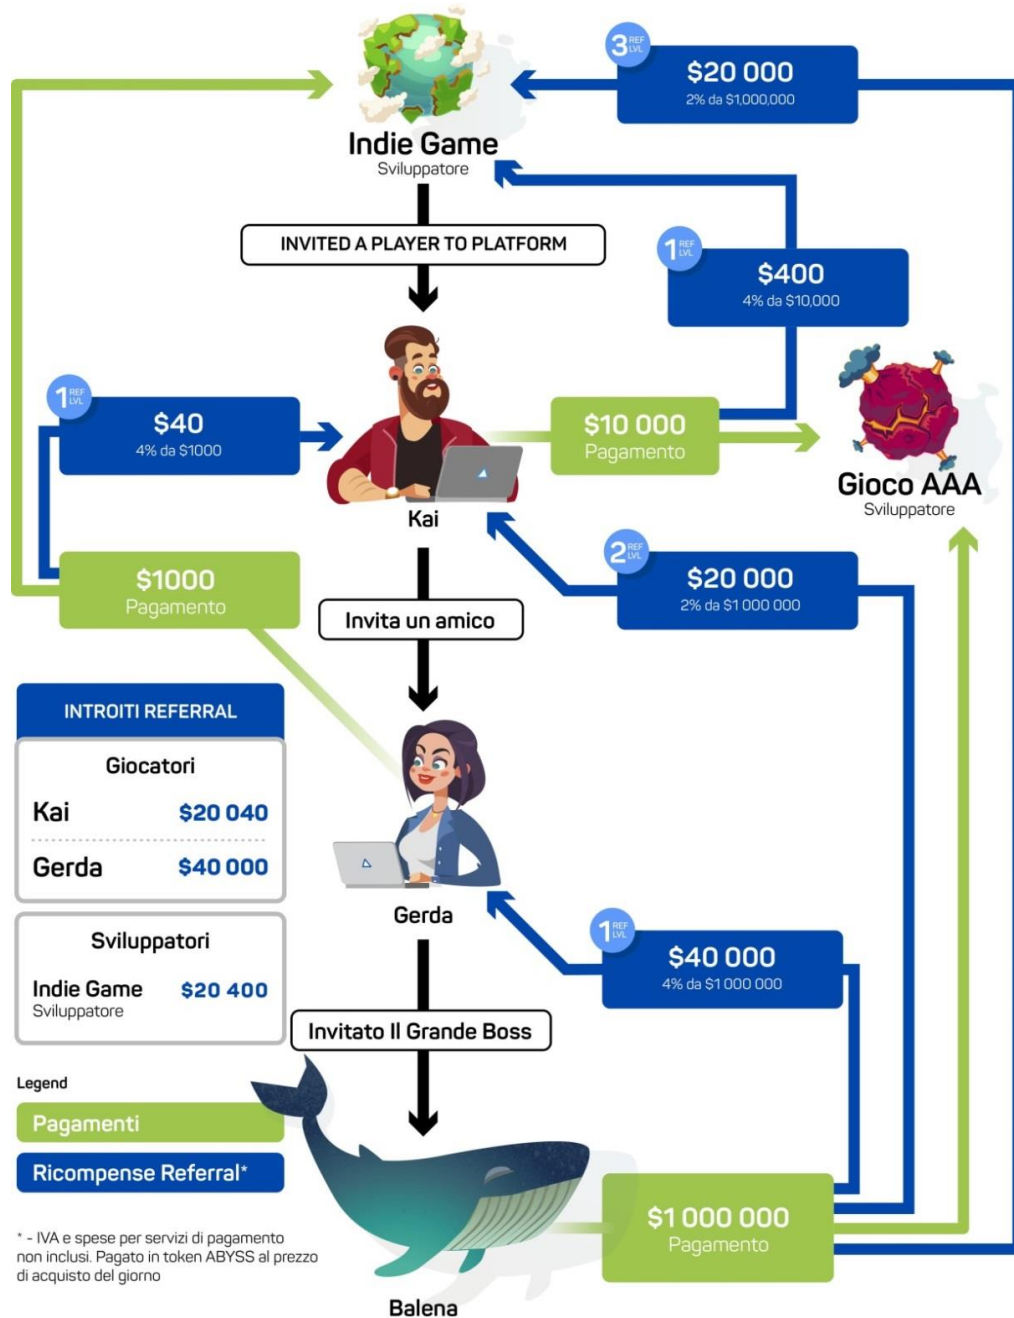 3 REF LVL
$20 000
2% da $1,000,000
Indie Game
Sviluppatore
INVITED A PLAYER TO PLATFORM
1 REF LVL
$400
4% da $10,000
1 REF LVL
$40
4% da $1000
$10 000
Pagamento
Gioco AAA
Sviluppatore
Kai
2 REF LVL
$20 000
2% da $1 000 000
$1000
Pagamento
Invita un amico
INTROITI REFERRAL
Giocatori
Kai $20 040
Gerda $40 000
Sviluppatori
Indie Game $20 400
Sviluppatore
Gerda
1 REF LVL
$40 000
4% da $1 000 000
Invitato Il Grande Boss
Legend
Pagamenti
Ricompense Referral*
* - IVA e spese per servizi di pagamento
non inclusi. Pagato in token ABYSS al prezzo
di acquisto del giorno
$1 000 000
Pagamento
Balena